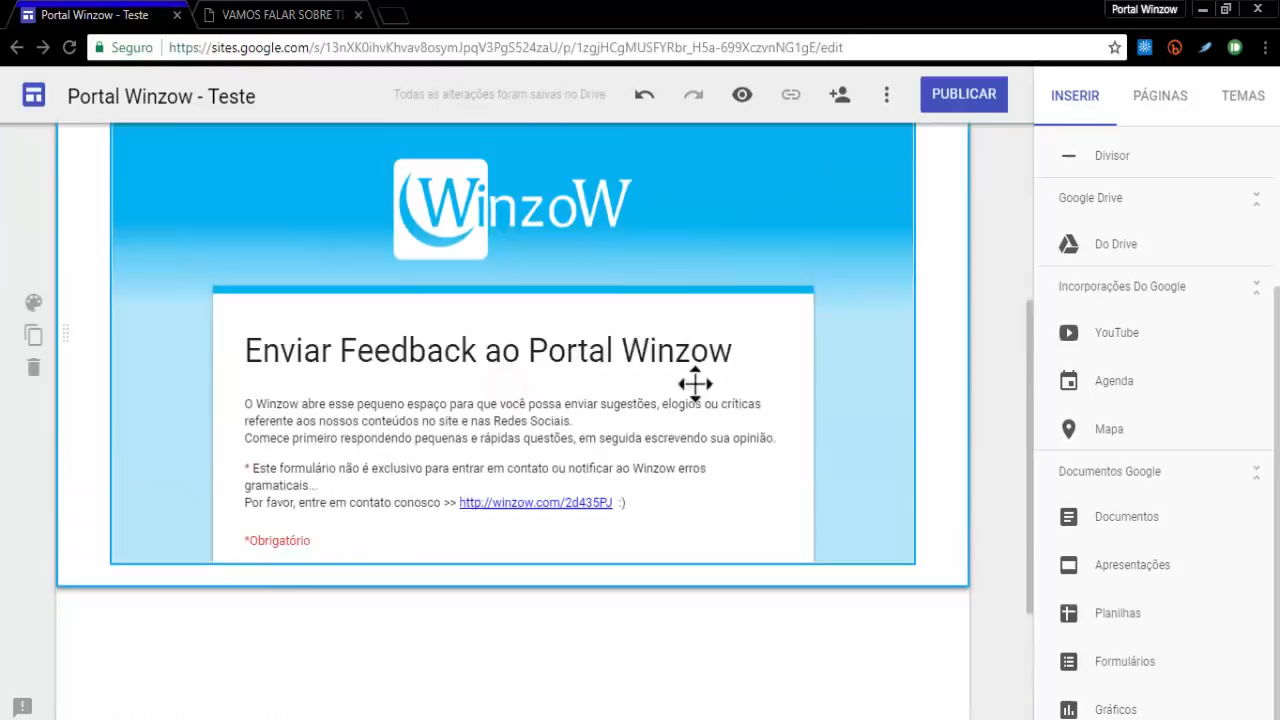 Portal Winzow - Teste
VAMOS FALAR SOBRE T
Portal Winzow
Seguro
https://sites.google.com/s/13nXK0ihvKhvav8osymJpqV3PgS524zaU/p/1zgjHCgMUSFYRbr_H5a-699XczvnNG1gE/edit
Portal Winzow - Teste
Todas as alterações foram salvas no Drive
PUBLICAR
INSERIR
PÁGINAS
TEMAS
WinzoW
Enviar Feedback ao Portal Winzow
O Winzow abre esse pequeno espaço para que você possa enviar sugestões, elogios ou críticas
referente aos nossos conteúdos no site e nas Redes Sociais.
Comece primeiro respondendo pequenas e rápidas questões, em seguida escrevendo sua opinião.
* Este formulário não é exclusivo para entrar em contato ou notificar ao Winzow erros
gramaticais...
Por favor, entre em contato conosco >> http://winzow.com/2d435PJ :)
*Obrigatório
Divisor
Google Drive
Do Drive
Incorporações Do Google
YouTube
Agenda
Mapa
Documentos Google
Documentos
Apresentações
Planilhas
Formulários
Gráficos